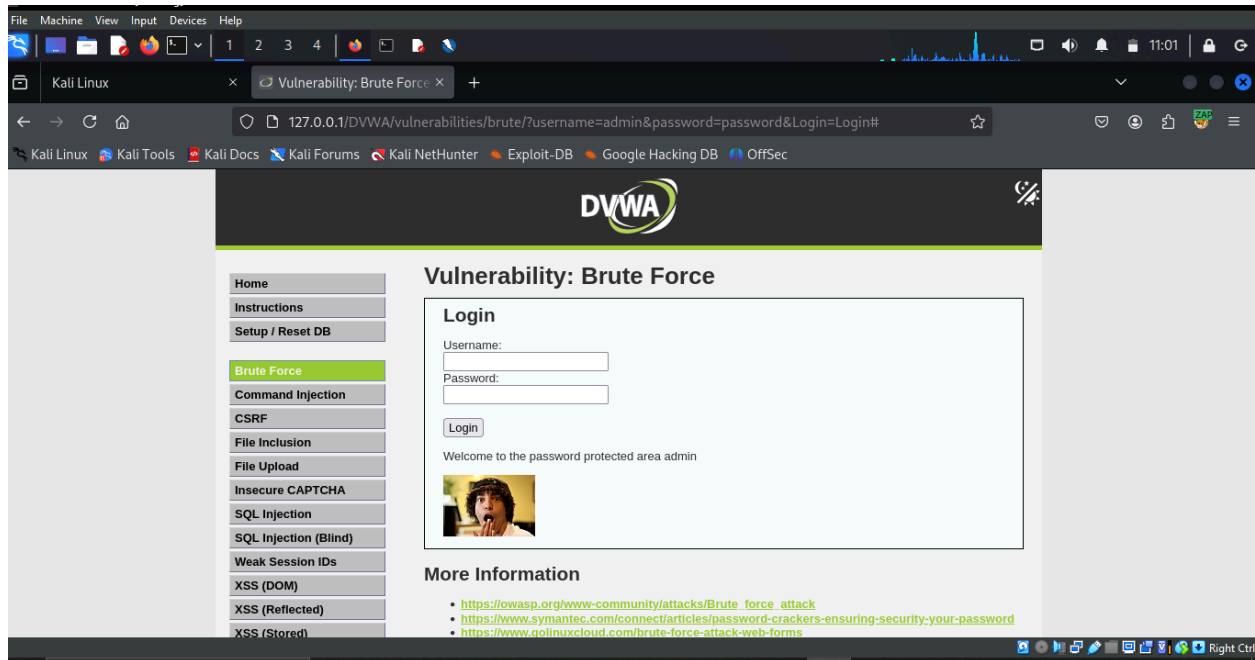 File Machine View Input Devices Help
1 2 3 4 11:01
Kali Linux × Vulnerability: Brute Force × +
127.0.0.1/DVWA/vulnerabilities/brute/?username=admin&password=password&Login=Login# ZAP
Kali Linux Kali Tools Kali Docs Kali Forums Kali NetHunter Exploit-DB Google Hacking DB OffSec
DVWA
Home
Instructions
Setup / Reset DB
Brute Force
Command Injection
CSRF
File Inclusion
File Upload
Insecure CAPTCHA
SQL Injection
SQL Injection (Blind)
Weak Session IDs
XSS (DOM)
XSS (Reflected)
XSS (Stored)
Vulnerability: Brute Force
Login
Username:
Password:
Login
Welcome to the password protected area admin
More Information
• https://owasp.org/www-community/attacks/Brute_force_attack
• https://www.symantec.com/connect/articles/password-crackers-ensuring-security-your-password
• https://www.golinuxcloud.com/brute-force-attack-web-forms
Right Ctrl